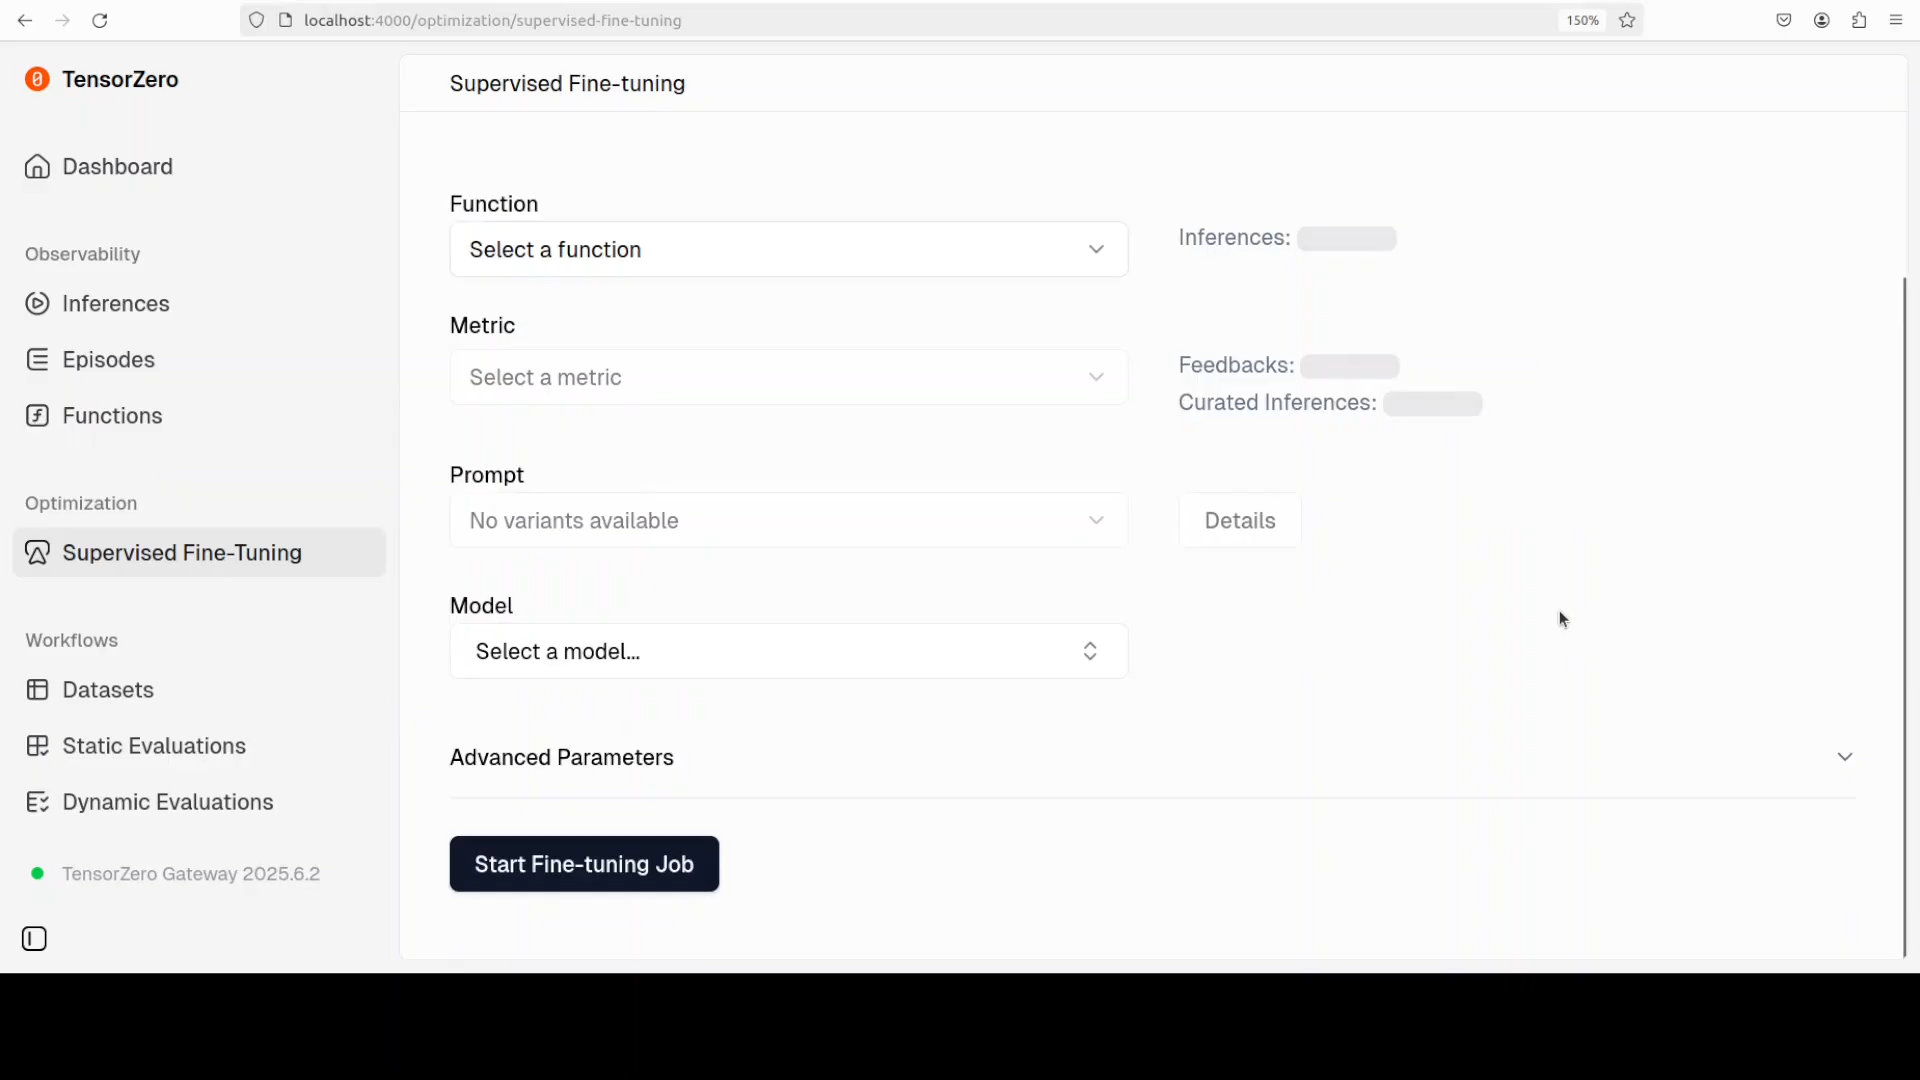 localhost:4000/optimization/supervised-fine-tuning
150%
TensorZero
Dashboard
Observability
Inferences
Episodes
Functions
Optimization
Supervised Fine-Tuning
Workflows
Datasets
Static Evaluations
Dynamic Evaluations
TensorZero Gateway 2025.6.2
Supervised Fine-tuning
Function
Select a function
Inferences:
Metric
Select a metric
Feedbacks:
Curated Inferences:
Prompt
No variants available
Details
Model
Select a model...
Advanced Parameters
Start Fine-tuning Job